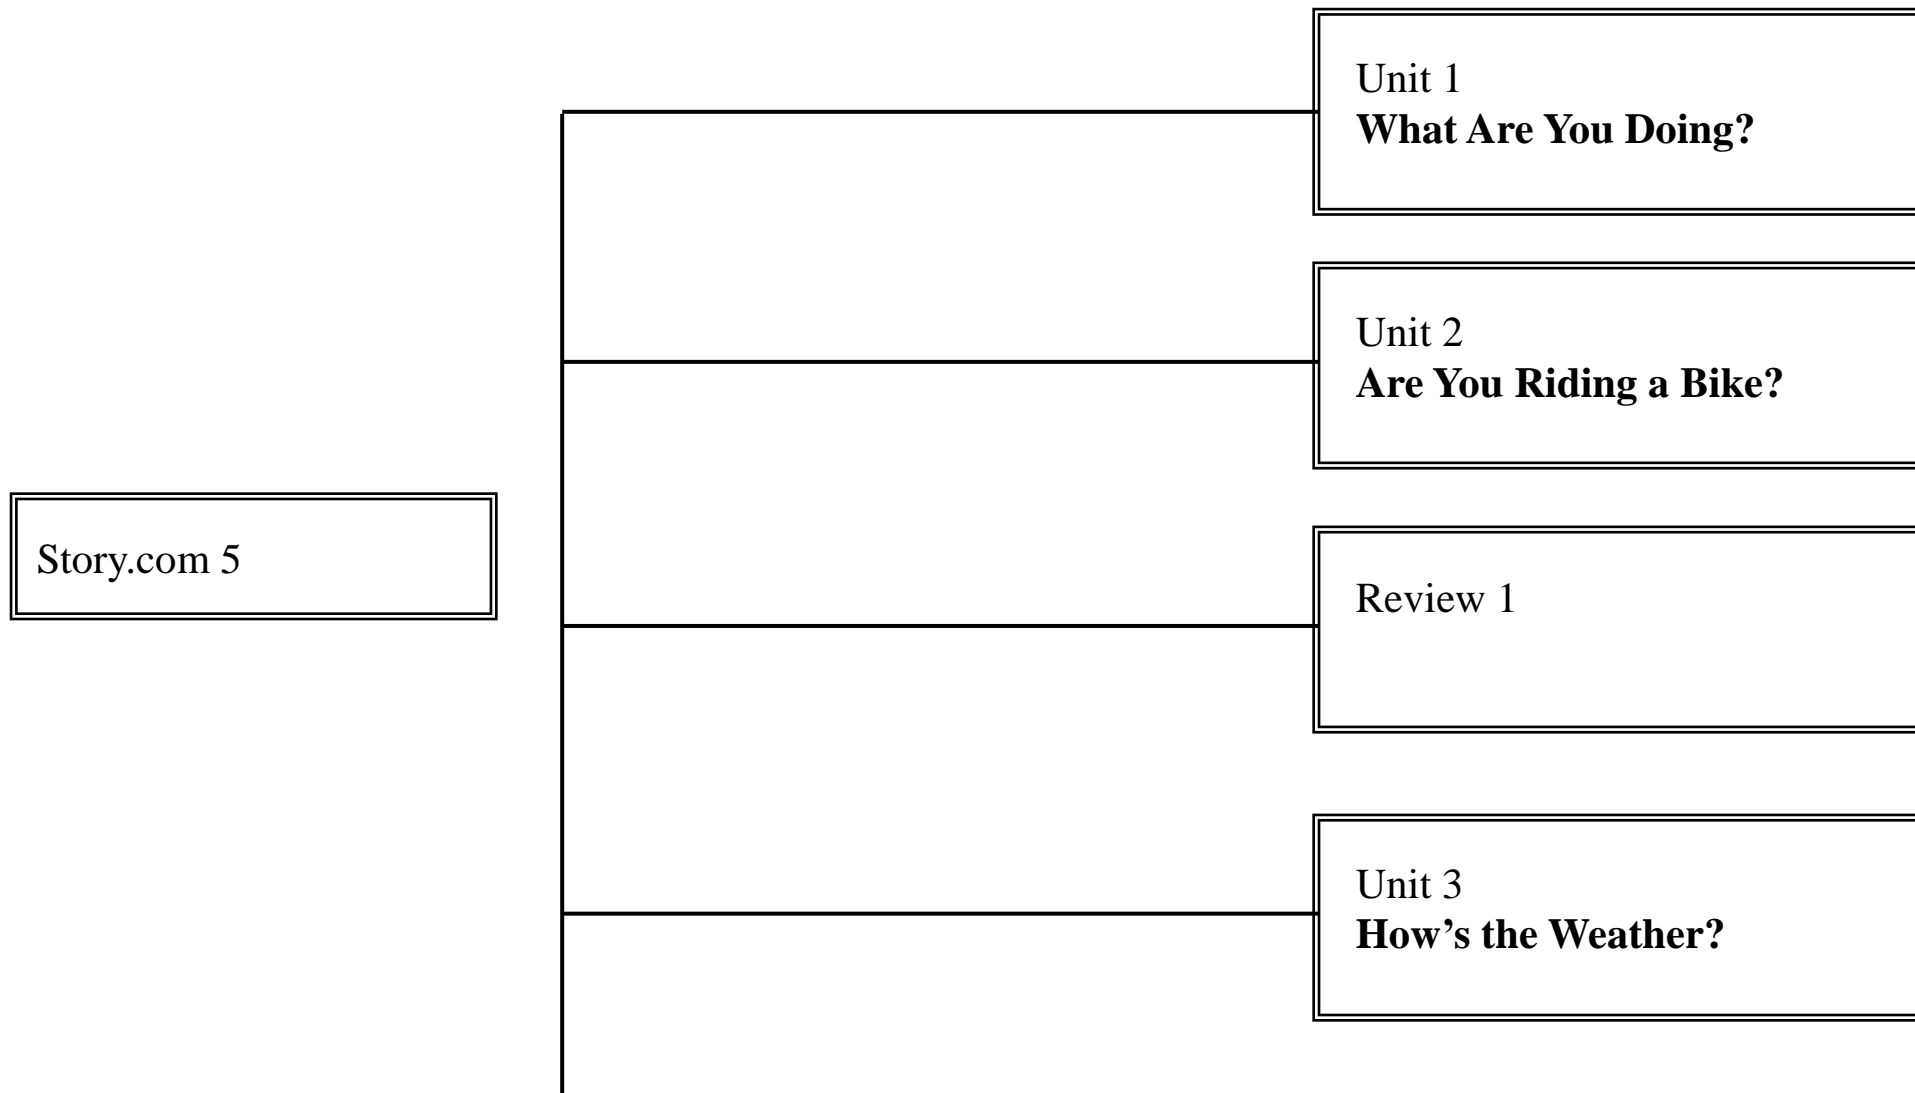 Unit 1
What Are You Doing?
Unit 2
Are You Riding a Bike?
Story.com 5
Review 1
Unit 3
How’s the Weather?